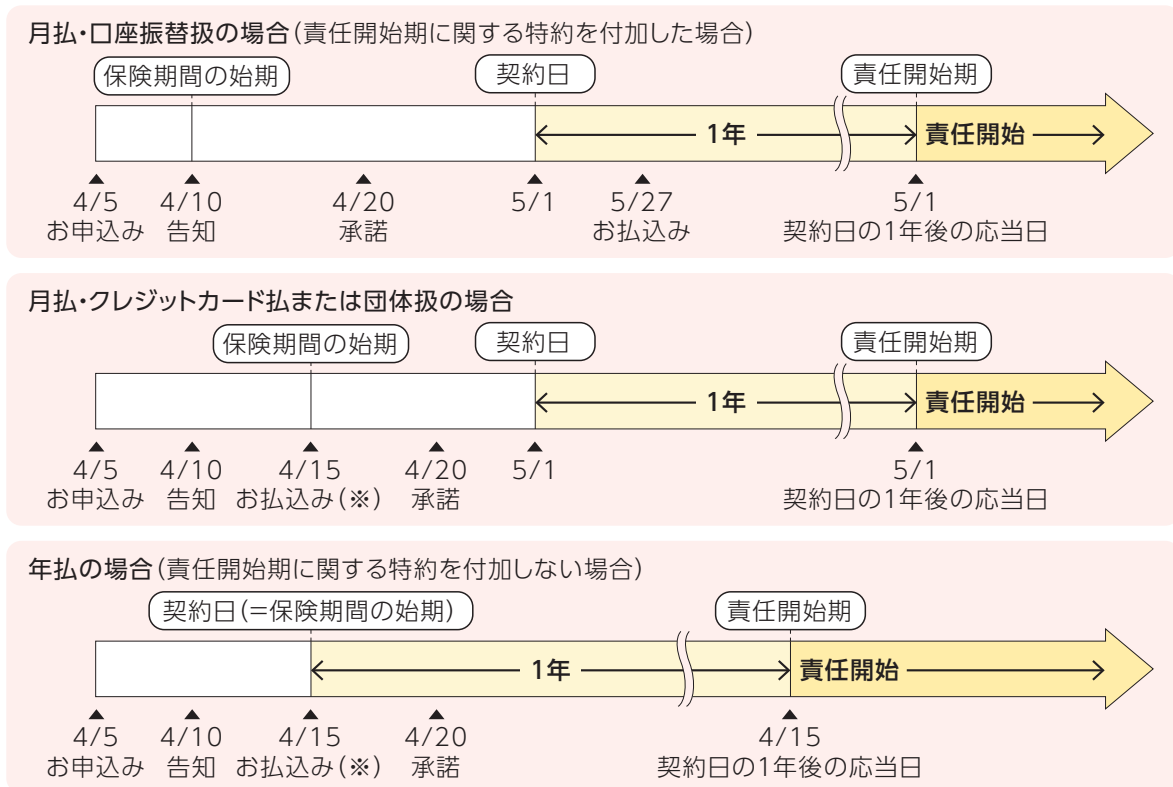 月払・口座振替扱の場合(責任開始期に関する特約を付加した場合)
保険期間の始期 契約日 責任開始期
1年 責任開始
4/5 4/10 4/20 5/1 5/27 5/1
お申込み 告知 承諾 お払込み 契約日の1年後の応当日
月払・クレジットカード払または団体扱の場合
保険期間の始期 契約日 責任開始期
1年 責任開始
4/5 4/10 4/15 4/20 5/1 5/1
お申込み 告知 お払込み(※) 承諾 契約日の1年後の応当日
年払の場合(責任開始期に関する特約を付加しない場合)
契約日(=保険期間の始期) 責任開始期
1年 責任開始
4/5 4/10 4/15 4/20 4/15
お申込み 告知 お払込み(※) 承諾 契約日の1年後の応当日